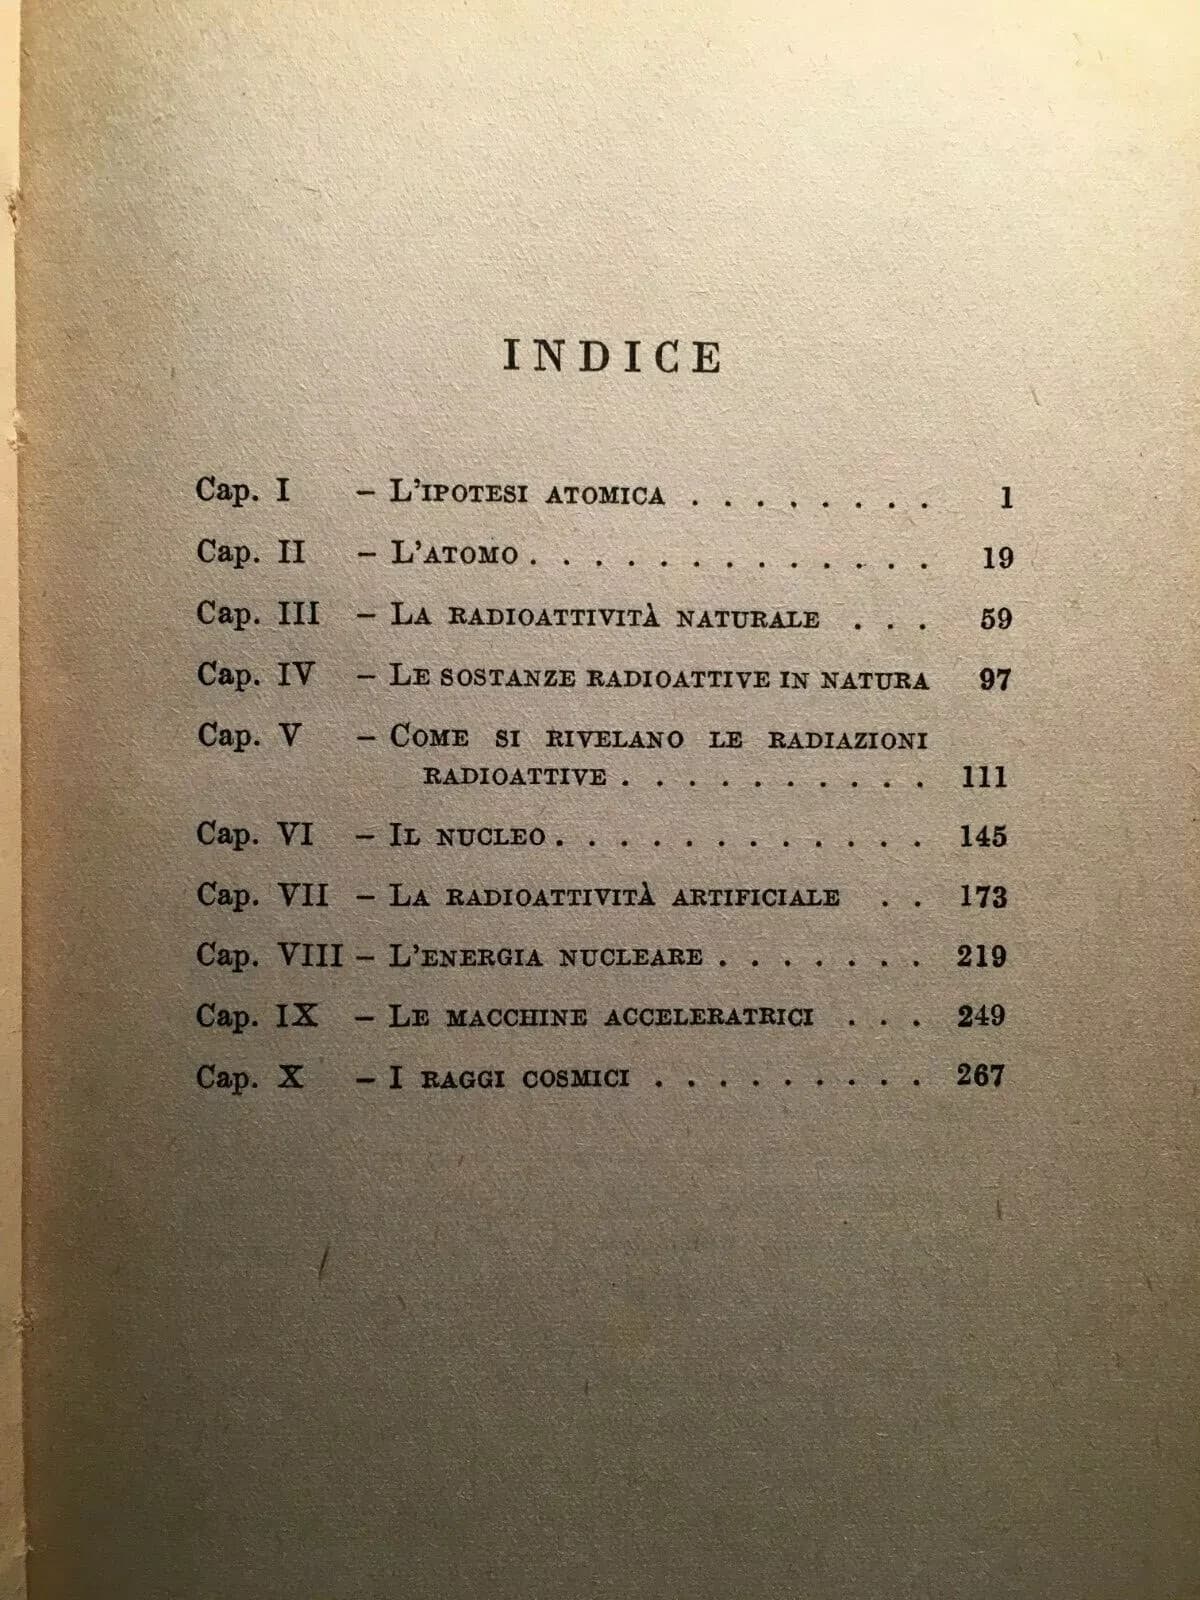 INDICE
Cap. I – L'ipotesi atomica . . . . . . . . 1
Cap. II – L'atomo . . . . . . . . . . . . . 19
Cap. III – La radioattività naturale . . . 59
Cap. IV – Le sostanze radioattive in natura 97
Cap. V – Come si rivelano le radiazioni
radioattive . . . . . . . . . . 111
Cap. VI – Il nucleo . . . . . . . . . . . . 145
Cap. VII – La radioattività artificiale . . 173
Cap. VIII – L'energia nucleare . . . . . . . 219
Cap. IX – Le macchine acceleratrici . . . 249
Cap. X – I raggi cosmici . . . . . . . . . 267